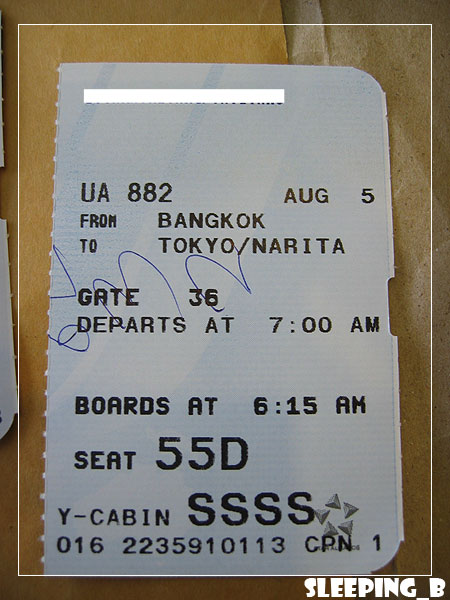 UA 882 AUG 5
FROM BANGKOK
TO TOKYO/NARITA
GATE 36
DEPARTS AT 7:00 AM
BOARDS AT 6:15 AM
SEAT 55D
Y-CABIN SSSS
016 2235910113 CPN 1
SLEEPING_B